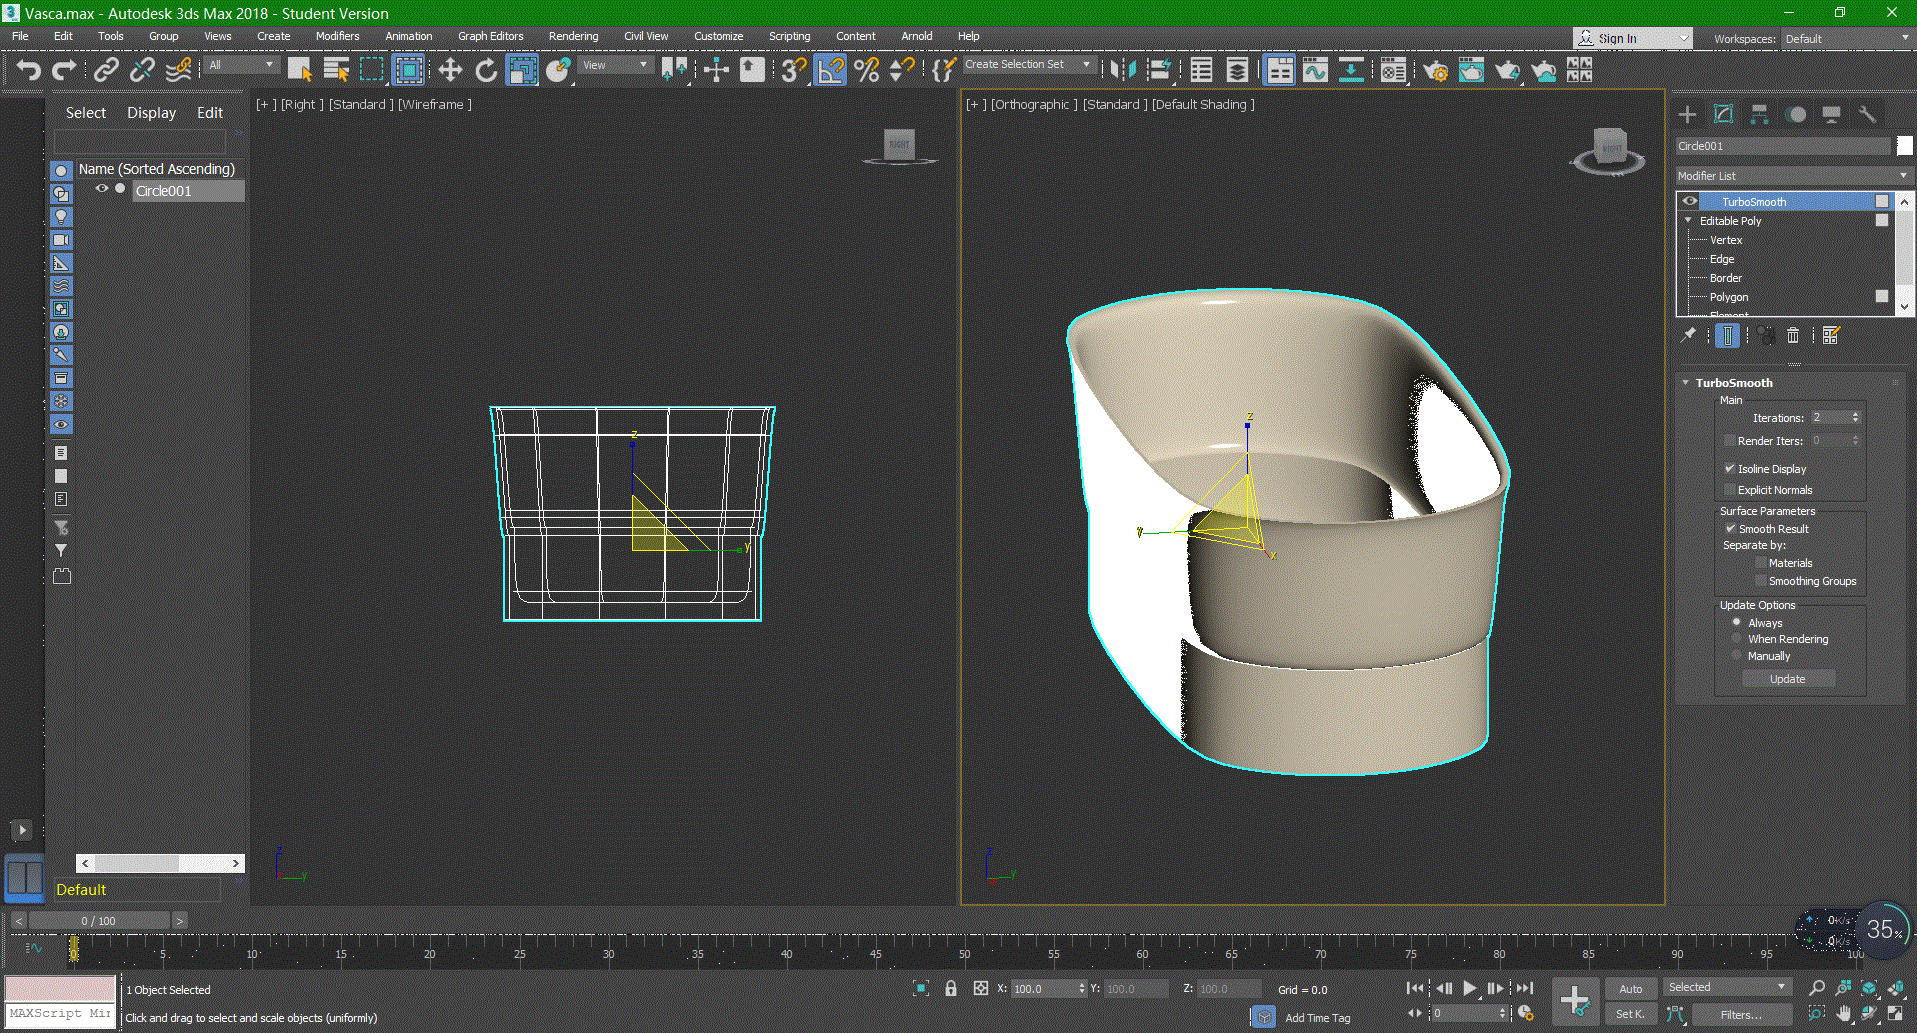 Vasca.max - Autodesk 3ds Max 2018 - Student Version
File Edit Tools Group Views Create Modifiers Animation Graph Editors Rendering Civil View Customize Scripting Content Arnold Help
Sign In
Workspaces: Default
All
View
Create Selection Set
Select Display Edit
Name (Sorted Ascending)
Circle001
Default
[+ ] [Right ] [Standard ] [Wireframe ]
RIGHT
z
y
z
y
[+ ] [Orthographic ] [Standard ] [Default Shading ]
RIGHT
z
y
x
z
y
Circle001
Modifier List
TurboSmooth
Editable Poly
Vertex
Edge
Border
Polygon
Element
TurboSmooth
Main
Iterations: 2
Render Iters: 0
Isoline Display
Explicit Normals
Surface Parameters
Smooth Result
Separate by:
Materials
Smoothing Groups
Update Options
Always
When Rendering
Manually
Update
< 0 / 100 >
0K/s
0K/s
35%
0 5 10 15 20 25 30 35 40 45 50 55 60 65 70 75 80 85 90 95 100
1 Object Selected
X: 100.0 Y: 100.0 Z: 100.0 Grid = 0.0
MAXScript Mi
Click and drag to select and scale objects (uniformly)
Add Time Tag
0
Auto Selected
Set K. Filters...